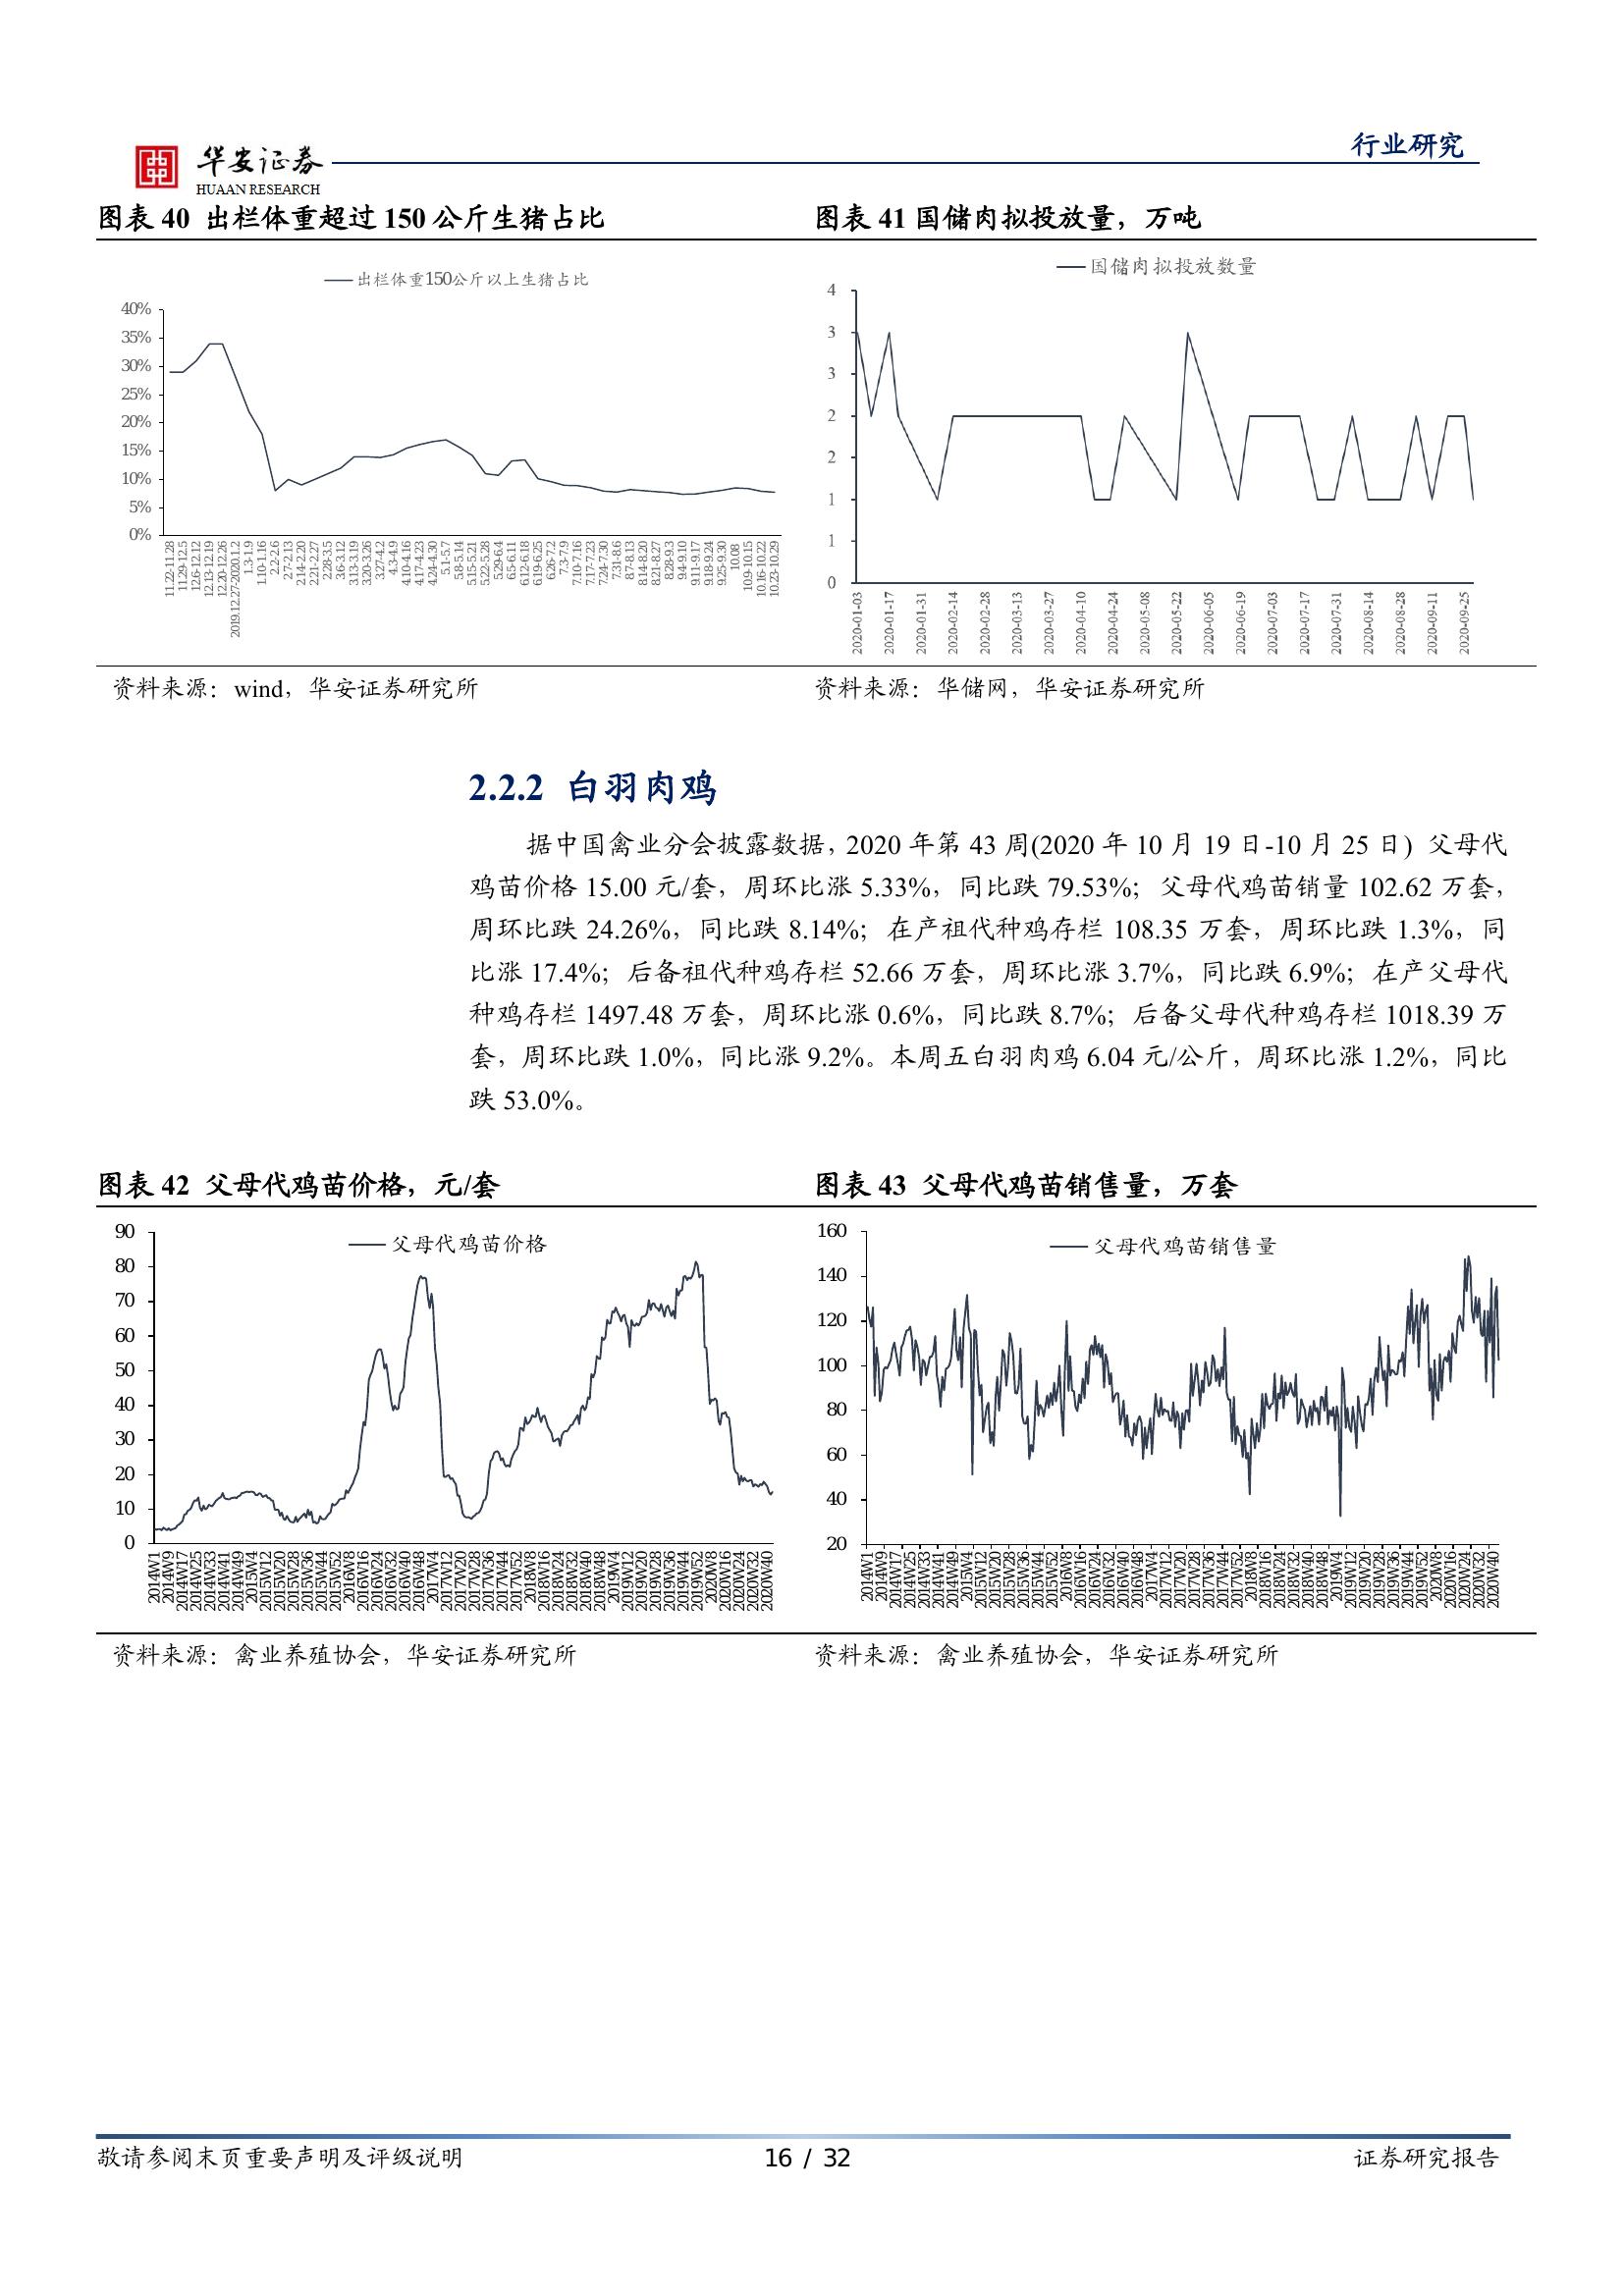 华安证券
HUAAN RESEARCH
行业研究
图表 40 出栏体重超过 150 公斤生猪占比
出栏体重150公斤以上生猪占比
40%
35%
30%
25%
20%
15%
10%
5%
0%
11.22-11.28
11.29-12.5
12.6-12.12
12.13-12.19
12.20-12.26
2019.12.27-2020.1.2
1.3-1.9
1.10-1.16
2.2-2.6
2.7-2.13
2.14-2.20
2.21-2.27
2.28-3.5
3.6-3.12
3.13-3.19
3.20-3.26
3.27-4.2
4.3-4.9
4.10-4.16
4.17-4.23
4.24-4.30
5.1-5.7
5.8-5.14
5.15-5.21
5.22-5.28
5.29-6.4
6.5-6.11
6.12-6.18
6.19-6.25
6.26-7.2
7.3-7.9
7.10-7.16
7.17-7.23
7.24-7.30
7.31-8.6
8.7-8.13
8.14-8.20
8.21-8.27
8.28-9.3
9.4-9.10
9.11-9.17
9.18-9.24
9.25-9.30
10.08
10.9-10.15
10.16-10.22
10.23-10.29
资料来源：wind，华安证券研究所
图表 41 国储肉拟投放量，万吨
国储肉拟投放数量
4
3
3
2
2
1
1
0
2020-01-03
2020-01-17
2020-01-31
2020-02-14
2020-02-28
2020-03-13
2020-03-27
2020-04-10
2020-04-24
2020-05-08
2020-05-22
2020-06-05
2020-06-19
2020-07-03
2020-07-17
2020-07-31
2020-08-14
2020-08-28
2020-09-11
2020-09-25
资料来源：华储网，华安证券研究所
2.2.2 白羽肉鸡
据中国禽业分会披露数据，2020 年第 43 周(2020 年 10 月 19 日-10 月 25 日) 父母代
鸡苗价格 15.00 元/套，周环比涨 5.33%，同比跌 79.53%；父母代鸡苗销量 102.62 万套，
周环比跌 24.26%，同比跌 8.14%；在产祖代种鸡存栏 108.35 万套，周环比跌 1.3%，同
比涨 17.4%；后备祖代种鸡存栏 52.66 万套，周环比涨 3.7%，同比跌 6.9%；在产父母代
种鸡存栏 1497.48 万套，周环比涨 0.6%，同比跌 8.7%；后备父母代种鸡存栏 1018.39 万
套，周环比跌 1.0%，同比涨 9.2%。本周五白羽肉鸡 6.04 元/公斤，周环比涨 1.2%，同比
跌 53.0%。
图表 42 父母代鸡苗价格，元/套
父母代鸡苗价格
90
80
70
60
50
40
30
20
10
0
2014W1
2014W9
2014W17
2014W25
2014W33
2014W41
2014W49
2015W4
2015W12
2015W20
2015W28
2015W36
2015W44
2015W52
2016W8
2016W16
2016W24
2016W32
2016W40
2016W48
2017W4
2017W12
2017W20
2017W28
2017W36
2017W44
2017W52
2018W8
2018W16
2018W24
2018W32
2018W40
2018W48
2019W4
2019W12
2019W20
2019W28
2019W36
2019W44
2019W52
2020W8
2020W16
2020W24
2020W32
2020W40
资料来源：禽业养殖协会，华安证券研究所
图表 43 父母代鸡苗销售量，万套
父母代鸡苗销售量
160
140
120
100
80
60
40
20
2014W1
2014W9
2014W17
2014W25
2014W33
2014W41
2014W49
2015W4
2015W12
2015W20
2015W28
2015W36
2015W44
2015W52
2016W8
2016W16
2016W24
2016W32
2016W40
2016W48
2017W4
2017W12
2017W20
2017W28
2017W36
2017W44
2017W52
2018W8
2018W16
2018W24
2018W32
2018W40
2018W48
2019W4
2019W12
2019W20
2019W28
2019W36
2019W44
2019W52
2020W8
2020W16
2020W24
2020W32
2020W40
资料来源：禽业养殖协会，华安证券研究所
敬请参阅末页重要声明及评级说明
16 / 32
证券研究报告